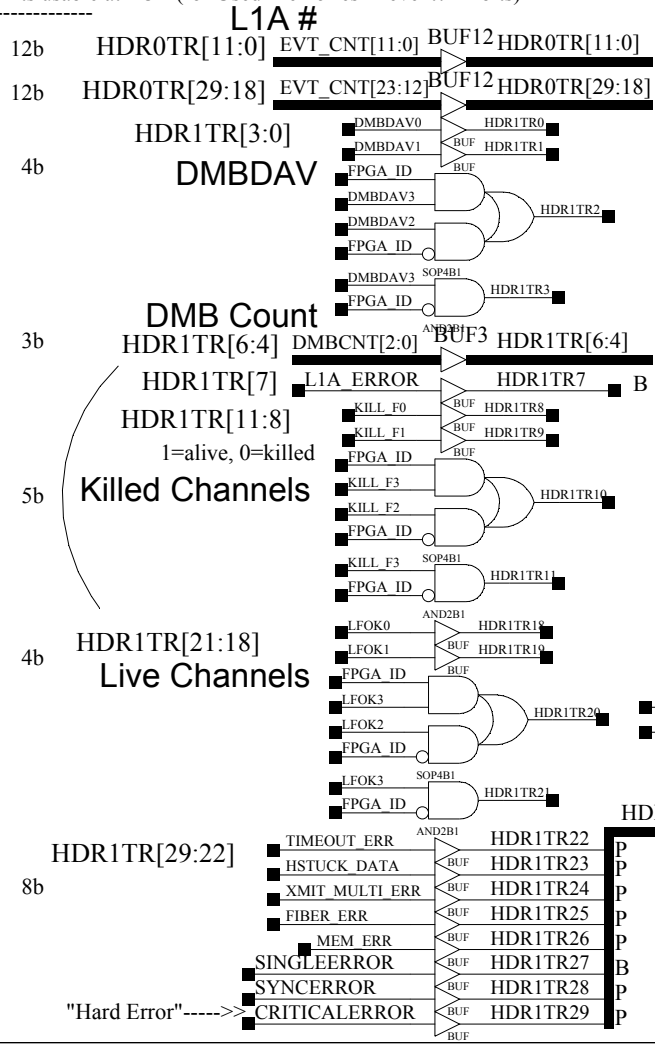 L1A #
12b HDR0TR[11:0] EVT_CNT[11:0] BUF12 HDR0TR[11:0]
12b HDR0TR[29:18] EVT_CNT[23:12] BUF12 HDR0TR[29:18]
HDR1TR[3:0] DMBDAV0 HDR1TR0
BUF
DMBDAV1 HDR1TR1
BUF
4b DMBDAV FPGA_ID
DMBDAV3
HDR1TR2
DMBDAV2
FPGA_ID
SOP4B1
DMBDAV3
HDR1TR3
FPGA_ID
AND2B1
DMB Count
3b HDR1TR[6:4] DMBCNT[2:0] BUF3 HDR1TR[6:4]
HDR1TR[7] L1A_ERROR HDR1TR7 B
BUF
HDR1TR[11:8] KILL_F0 HDR1TR8
BUF
KILL_F1 HDR1TR9
BUF
1=alive, 0=killed FPGA_ID
5b Killed Channels KILL_F3
HDR1TR10
KILL_F2
FPGA_ID
SOP4B1
KILL_F3
HDR1TR11
FPGA_ID
AND2B1
HDR1TR[21:18] LFOK0 HDR1TR18
BUF
4b LFOK1 HDR1TR19
BUF
Live Channels FPGA_ID
LFOK3
HDR1TR20
LFOK2
FPGA_ID
SOP4B1
LFOK3
HDR1TR21
FPGA_ID
AND2B1
HD
HDR1TR[29:22] TIMEOUT_ERR HDR1TR22 P
BUF
HSTUCK_DATA HDR1TR23 P
BUF
8b XMIT_MULTI_ERR HDR1TR24 P
BUF
FIBER_ERR HDR1TR25 P
BUF
MEM_ERR HDR1TR26 P
BUF
SINGLEERROR HDR1TR27 B
BUF
SYNCERROR HDR1TR28 P
BUF
"Hard Error"----->> CRITICALERROR HDR1TR29 P
BUF